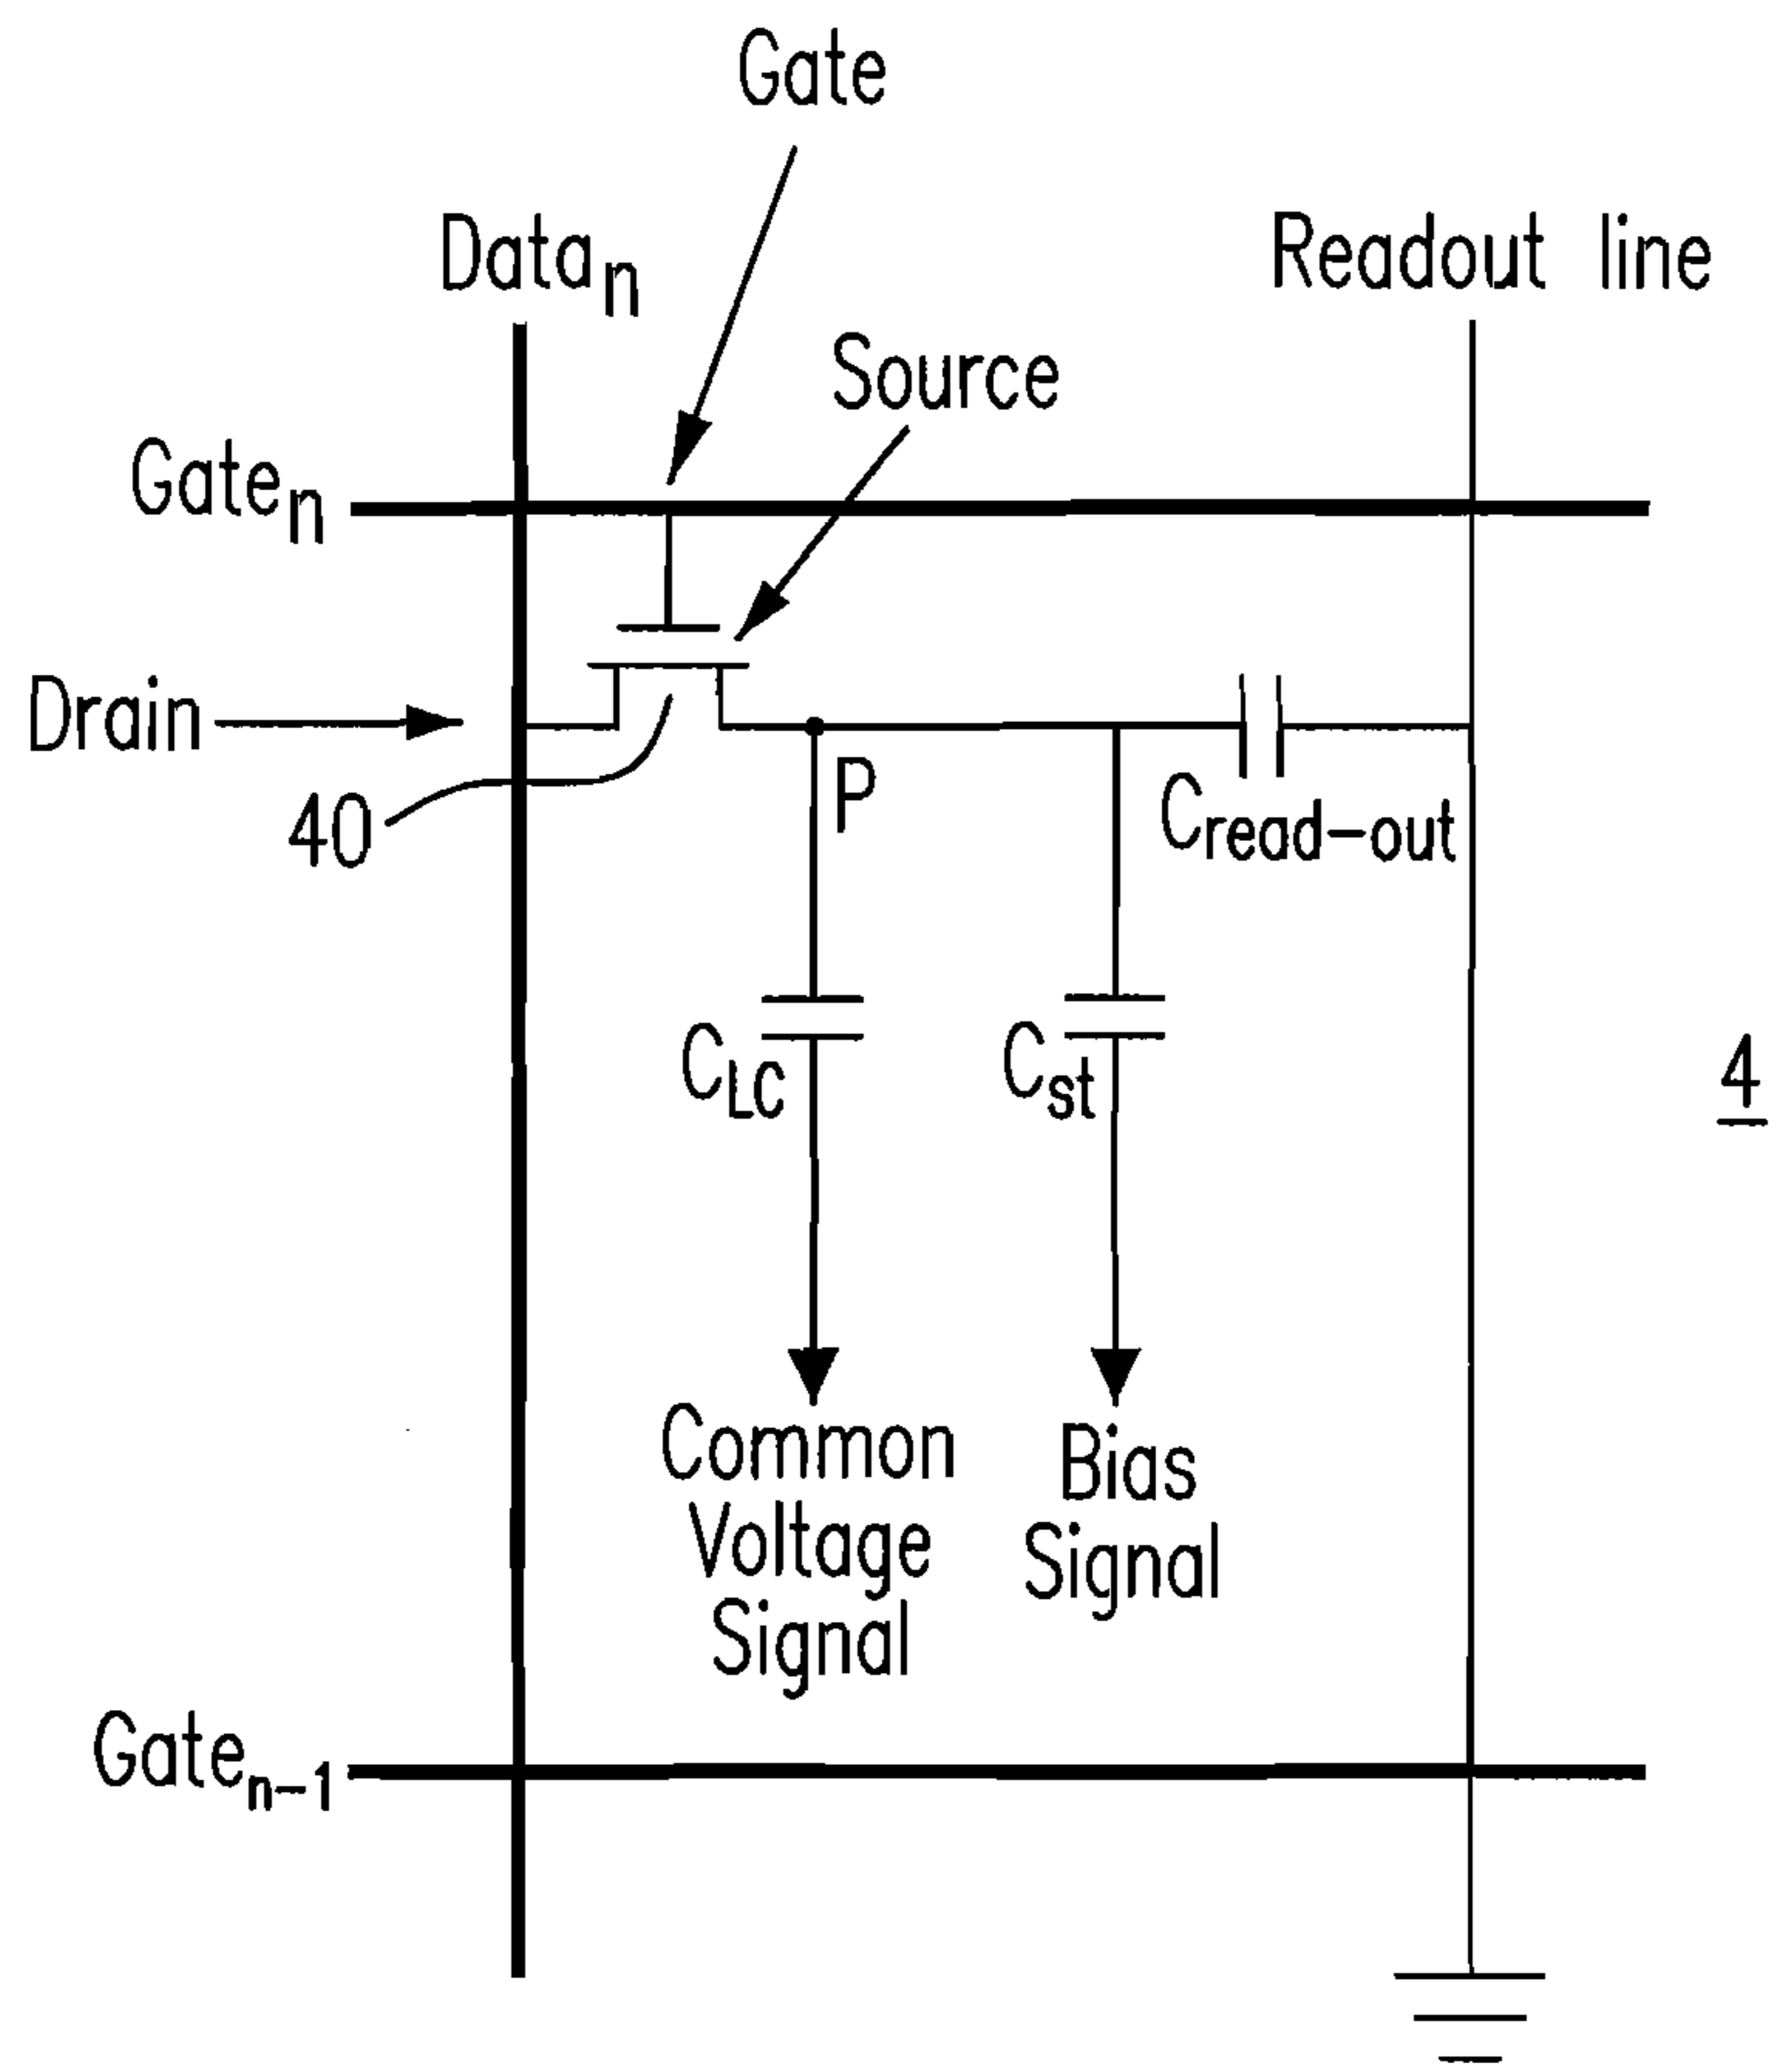 Gate
Data n
Readout line
Source
Gate n
Drain
P
40
C read-out
C LC
C st
4
Common
Voltage
Signal
Bias
Signal
Gate n-1